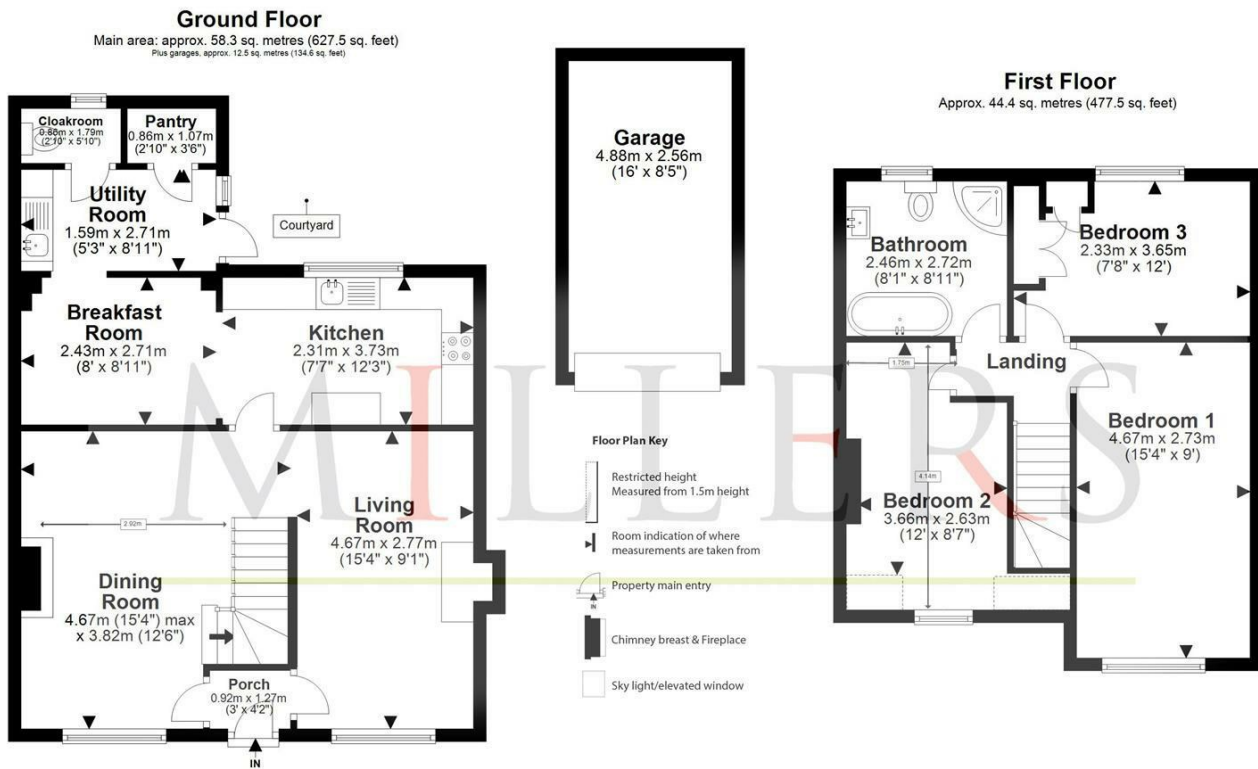 Ground Floor
Main area: approx. 58.3 sq. metres (627.5 sq. feet)
Plus garages, approx. 12.5 sq. metres (134.6 sq. feet)
Cloakroom
0.86m x 1.79m
(2'10" x 5'10")
Pantry
0.86m x 1.07m
(2'10" x 3'6")
Utility
Room
1.59m x 2.71m
(5'3" x 8'11")
Courtyard
Breakfast
Room
2.43m x 2.71m
(8' x 8'11")
Kitchen
2.31m x 3.73m
(7'7" x 12'3")
2.92m
Dining
Room
4.67m (15'4") max
x 3.82m (12'6")
Living
Room
4.67m x 2.77m
(15'4" x 9'1")
Porch
0.92m x 1.27m
(3' x 4'2")
IN
Garage
4.88m x 2.56m
(16' x 8'5")
Floor Plan Key
Restricted height
Measured from 1.5m height
Room indication of where
measurements are taken from
Property main entry
IN
Chimney breast & Fireplace
Sky light/elevated window
First Floor
Approx. 44.4 sq. metres (477.5 sq. feet)
Bathroom
2.46m x 2.72m
(8'1" x 8'11")
Bedroom 3
2.33m x 3.65m
(7'8" x 12')
Landing
1.75m
4.14m
Bedroom 1
4.67m x 2.73m
(15'4" x 9')
Bedroom 2
3.66m x 2.63m
(12' x 8'7")
MILLERS